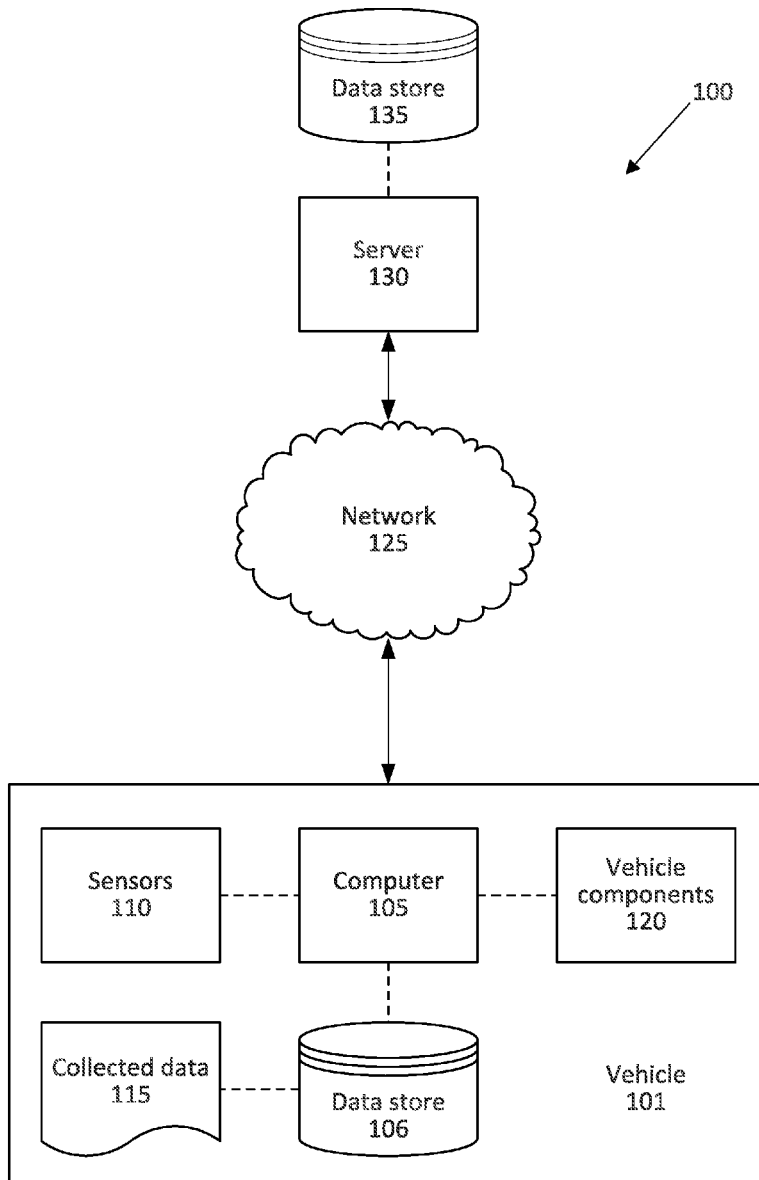 Data store
135
100
Server
130
Network
125
Sensors
110
Computer
105
Vehicle
components
120
Collected data
115
Data store
106
Vehicle
101